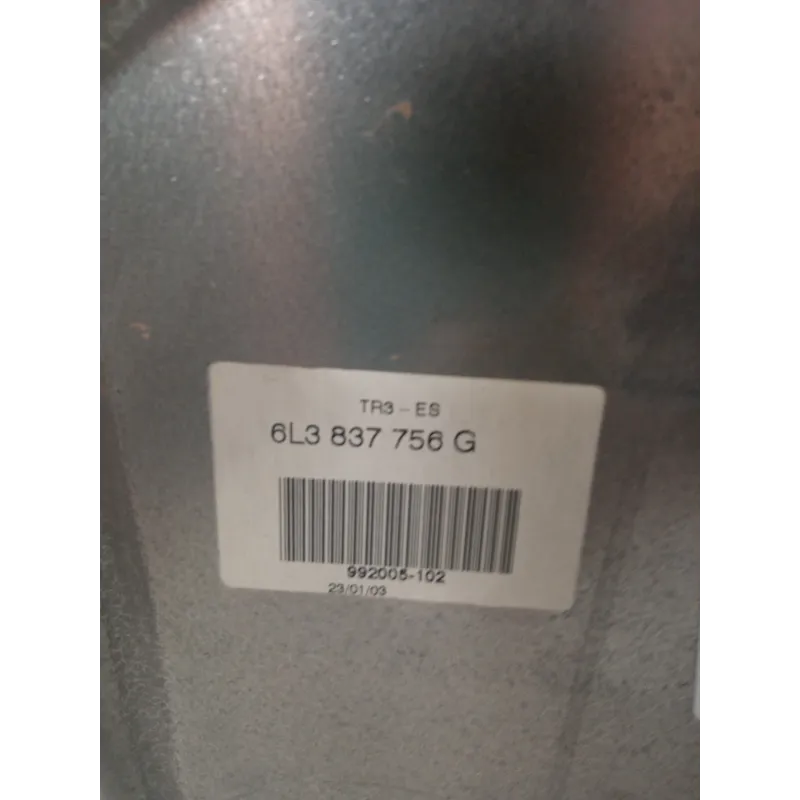 TR3 - ES
6L3 837 756 G
992005-102
23/01/03